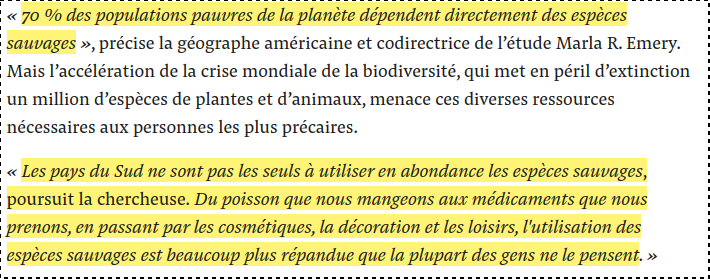 « 70 % des populations pauvres de la planète dépendent directement des espèces
sauvages », précise la géographe américaine et codirectrice de l’étude Marla R. Emery.
Mais l’accélération de la crise mondiale de la biodiversité, qui met en péril d’extinction
un million d’espèces de plantes et d’animaux, menace ces diverses ressources
nécessaires aux personnes les plus précaires.
« Les pays du Sud ne sont pas les seuls à utiliser en abondance les espèces sauvages,
poursuit la chercheuse. Du poisson que nous mangeons aux médicaments que nous
prenons, en passant par les cosmétiques, la décoration et les loisirs, l'utilisation des
espèces sauvages est beaucoup plus répandue que la plupart des gens ne le pensent. »